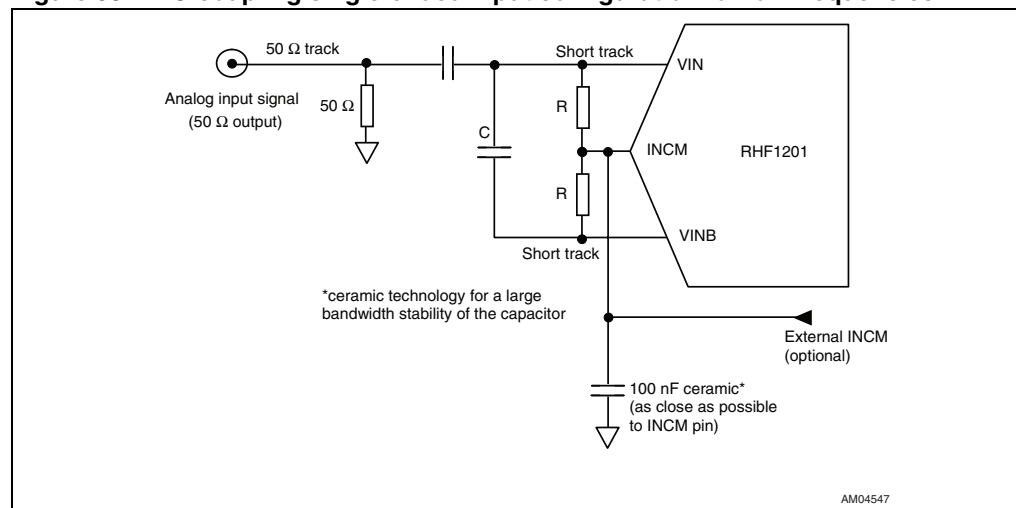 50 Ω track
Short track
VIN
Analog input signal
(50 Ω output)
50 Ω
R
C
INCM
RHF1201
R
VINB
Short track
*ceramic technology for a large
bandwidth stability of the capacitor
External INCM
(optional)
100 nF ceramic*
(as close as possible
to INCM pin)
AM04547